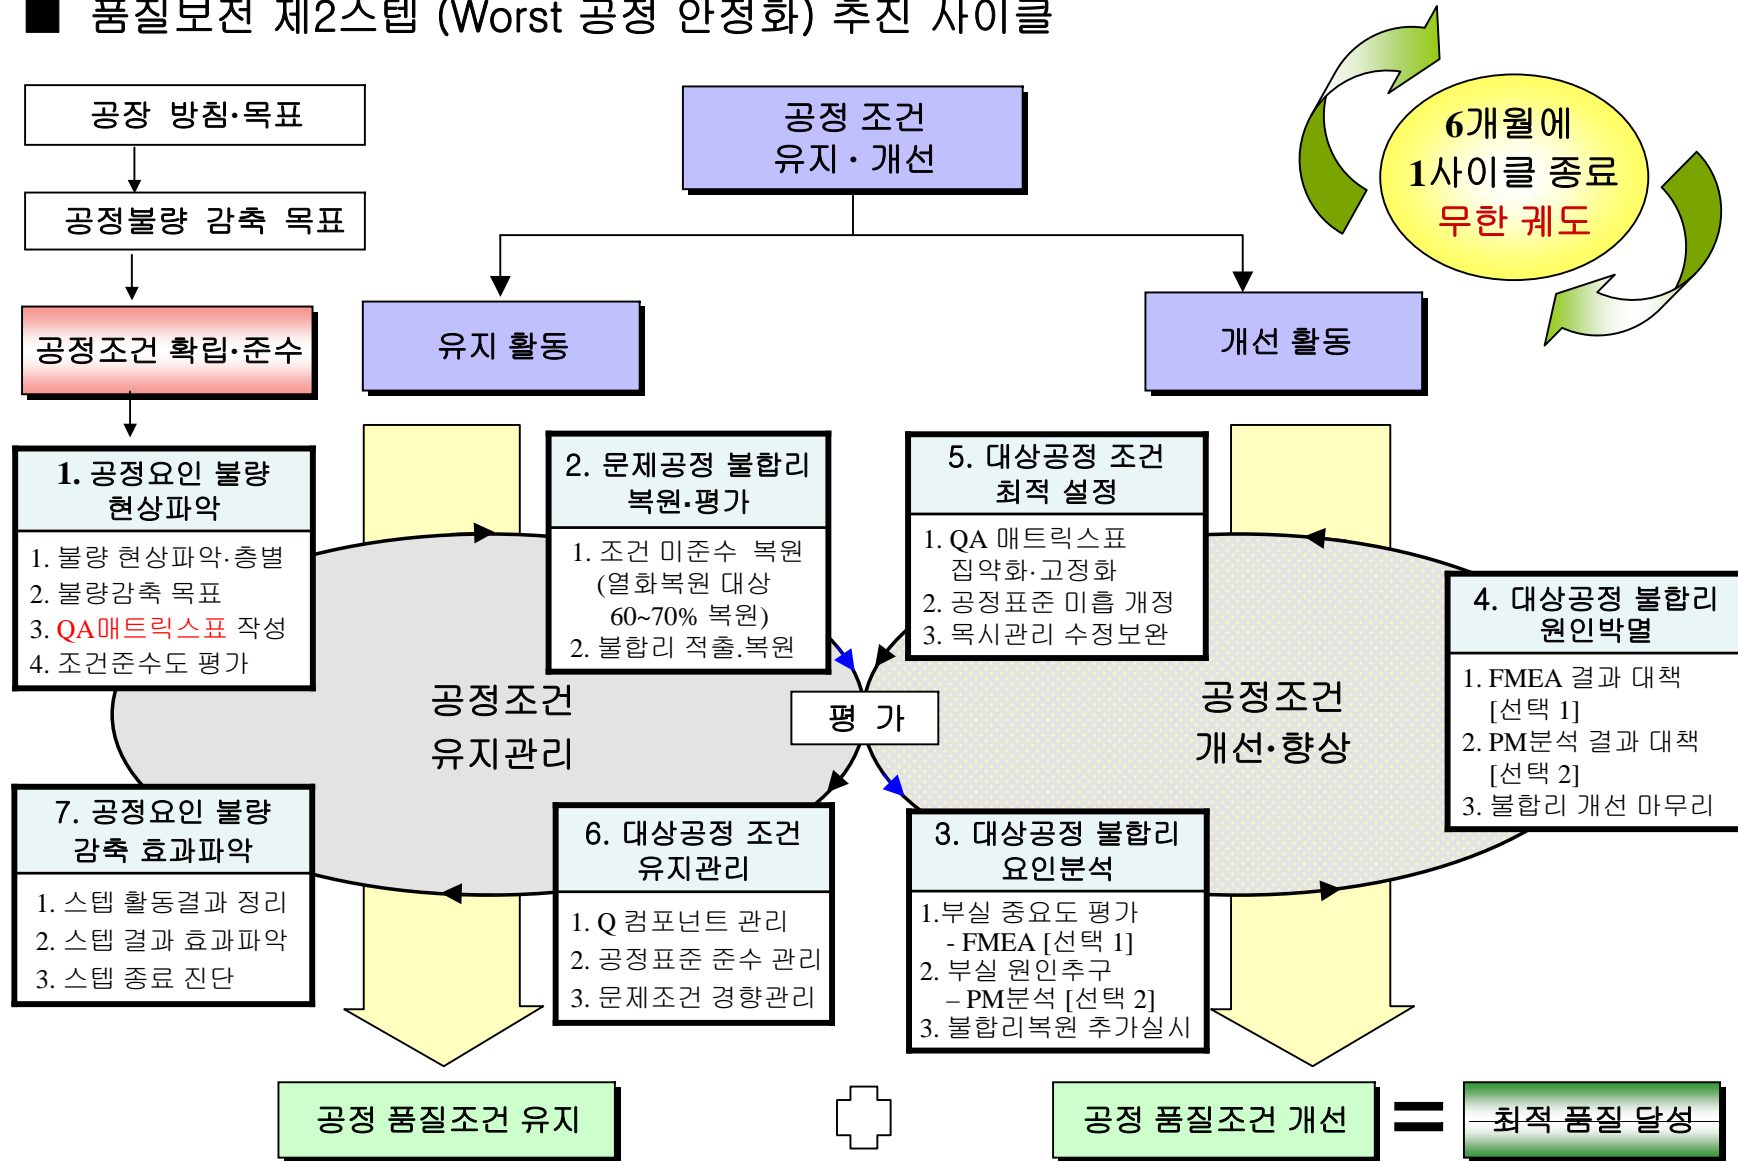 ■ 품질보전 제2스텝 (Worst 공정 안정화) 추진 사이클
공장 방침·목표
공정불량 감축 목표
공정조건 확립·준수
공정 조건
유지 · 개선
유지 활동
개선 활동
6개월에
1사이클 종료
무한 궤도
1. 공정요인 불량
현상파악
1. 불량 현상파악·층별
2. 불량감축 목표
3. QA매트릭스표 작성
4. 조건준수도 평가
2. 문제공정 불합리
복원·평가
1. 조건 미준수 복원
(열화복원 대상
60~70% 복원)
2. 불합리 적출.복원
5. 대상공정 조건
최적 설정
1. QA 매트릭스표
집약화·고정화
2. 공정표준 미흡 개정
3. 목시관리 수정보완
4. 대상공정 불합리
원인박멸
1. FMEA 결과 대책
[선택 1]
2. PM분석 결과 대책
[선택 2]
3. 불합리 개선 마무리
공정조건
유지관리
평 가
공정조건
개선·향상
7. 공정요인 불량
감축 효과파악
1. 스텝 활동결과 정리
2. 스텝 결과 효과파악
3. 스텝 종료 진단
6. 대상공정 조건
유지관리
1. Q 컴포넌트 관리
2. 공정표준 준수 관리
3. 문제조건 경향관리
3. 대상공정 불합리
요인분석
1.부실 중요도 평가
- FMEA [선택 1]
2. 부실 원인추구
– PM분석 [선택 2]
3. 불합리복원 추가실시
공정 품질조건 유지
공정 품질조건 개선
=
최적 품질 달성